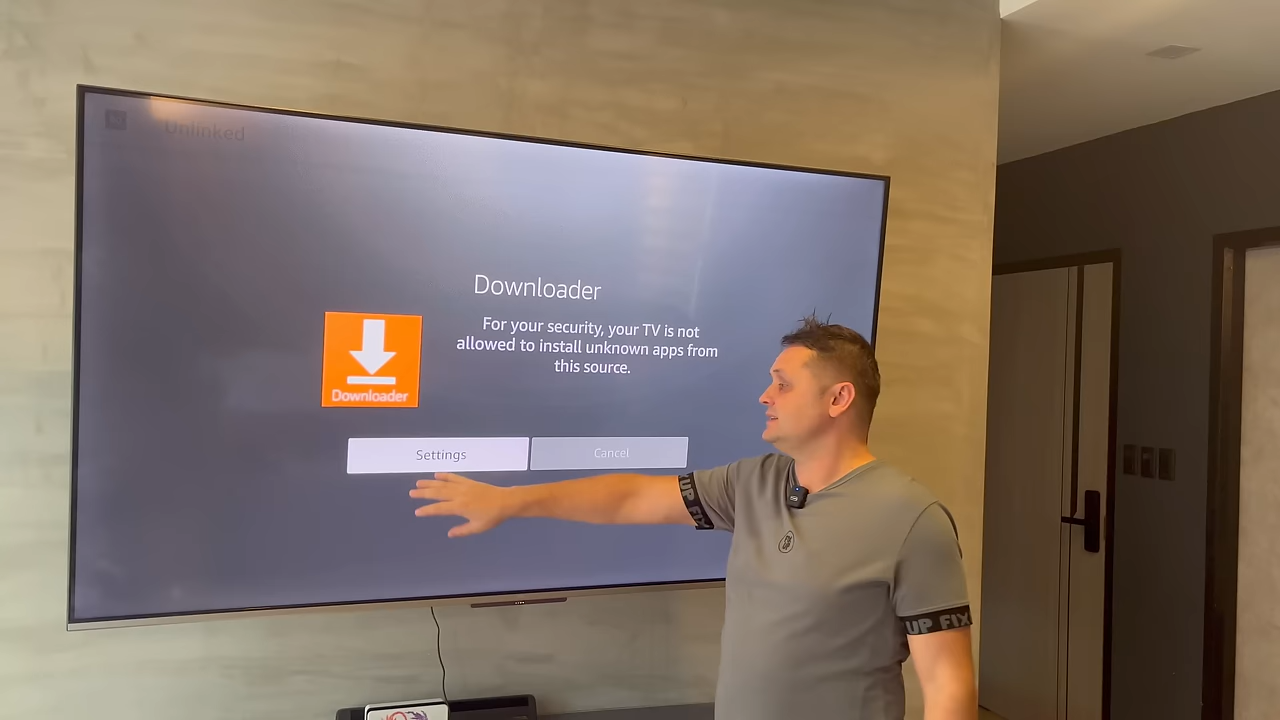 Unlinked
Downloader
For your security, your TV is not
allowed to install unknown apps from
this source.
Downloader
Settings
Cancel
UP FIX
UP FIX